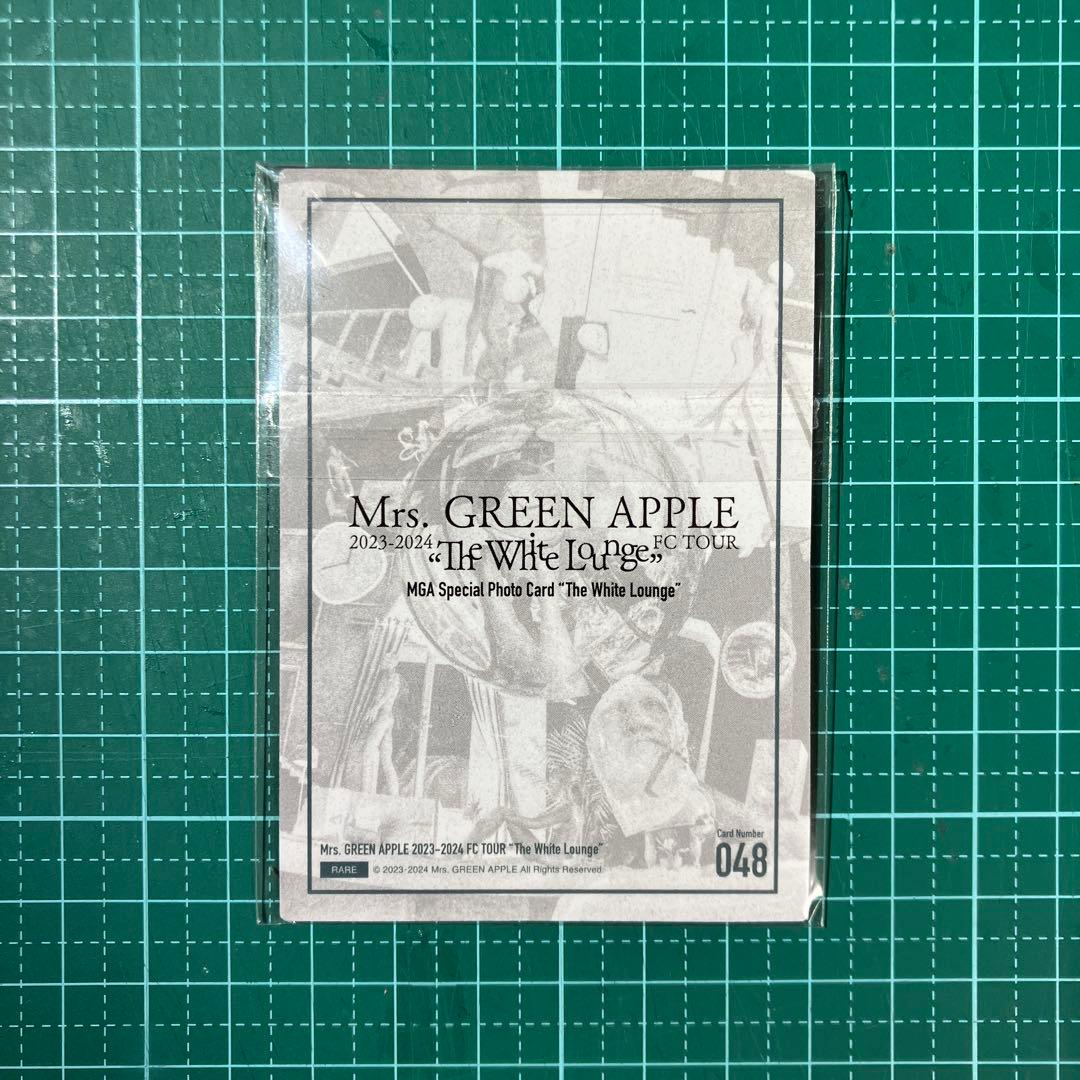 Mrs. GREEN APPLE
2023-2024 “The White Lounge” FC TOUR
MGA Special Photo Card “The White Lounge”
Card Number
048
Mrs. GREEN APPLE 2023-2024 FC TOUR “The White Lounge”
RARE © 2023-2024 Mrs. GREEN APPLE All Rights Reserved.